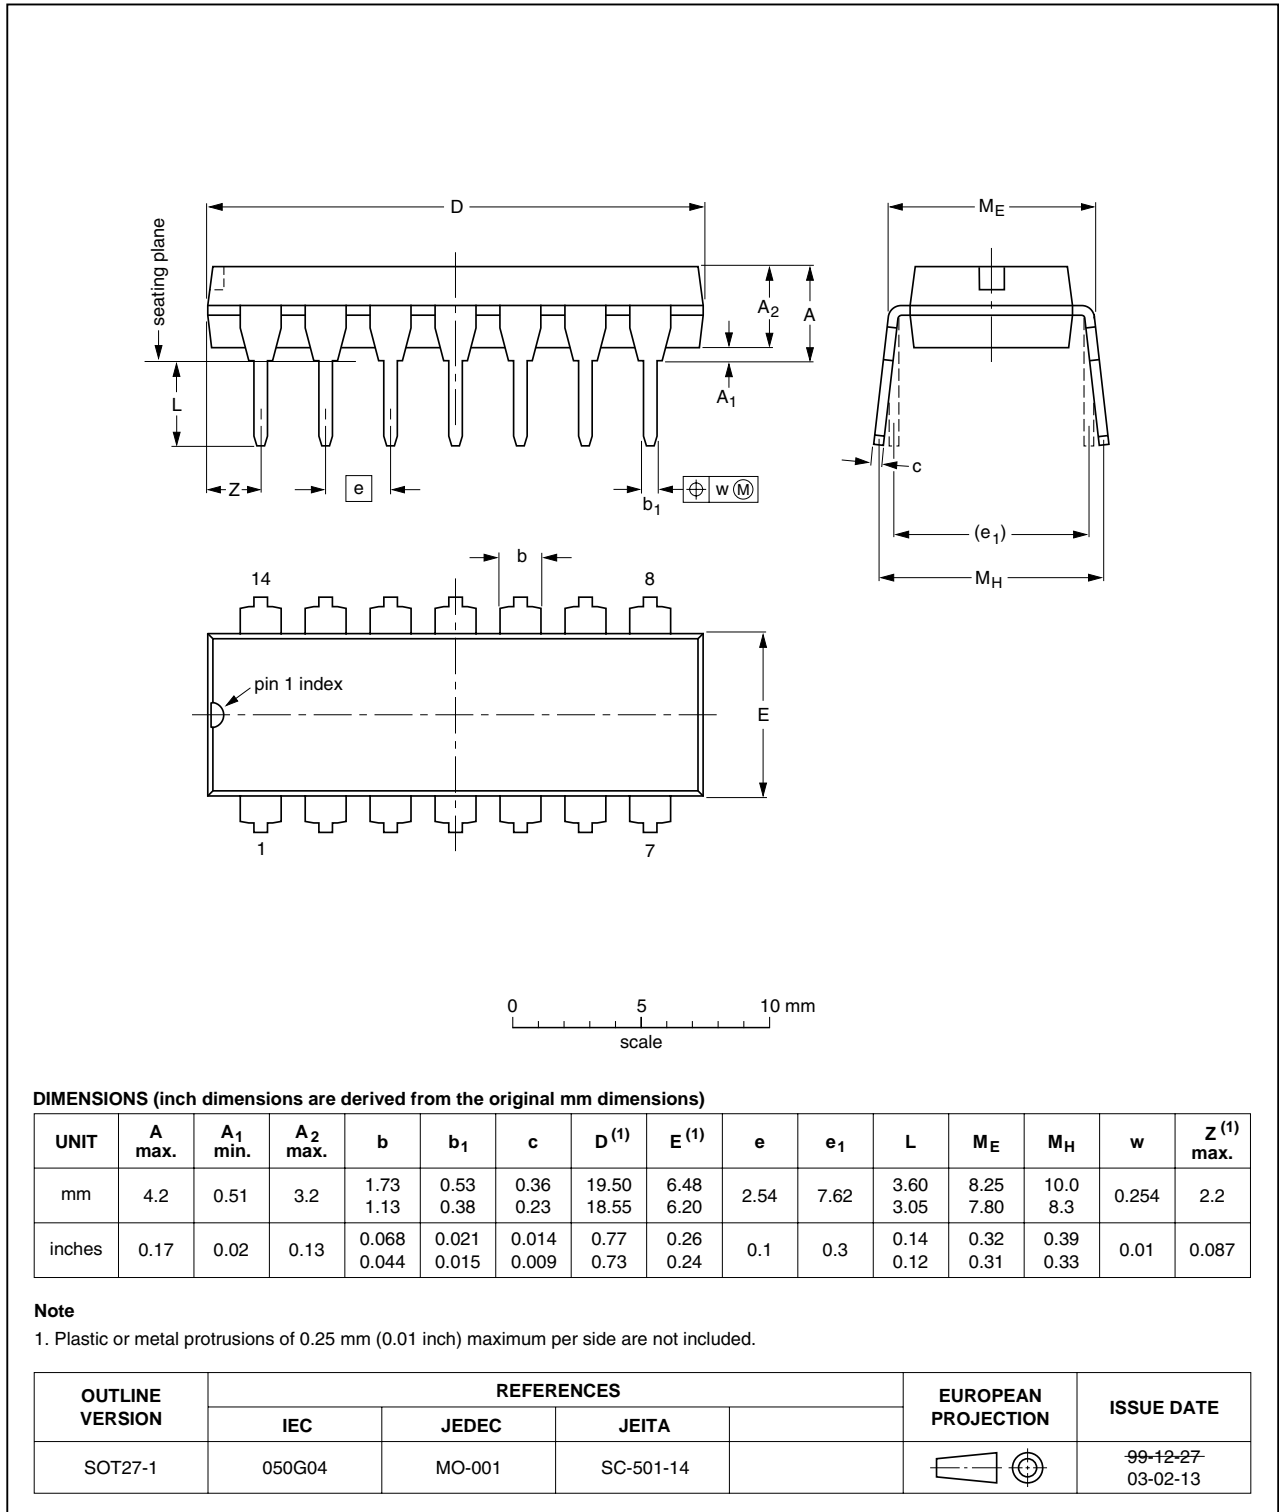 D
ME
seating plane
A2
A
L
A1
c
Z
e
b1
w M
(e1)
MH
b
14
8
pin 1 index
E
1
7
0 5 10 mm
scale
DIMENSIONS (inch dimensions are derived from the original mm dimensions)
UNIT A max. A1 min. A2 max. b b1 c D(1) E(1) e e1 L ME MH w Z(1) max.
mm 4.2 0.51 3.2 1.73 1.13 0.53 0.38 0.36 0.23 19.50 18.55 6.48 6.20 2.54 7.62 3.60 3.05 8.25 7.80 10.0 8.3 0.254 2.2
inches 0.17 0.02 0.13 0.068 0.044 0.021 0.015 0.014 0.009 0.77 0.73 0.26 0.24 0.1 0.3 0.14 0.12 0.32 0.31 0.39 0.33 0.01 0.087
Note
1. Plastic or metal protrusions of 0.25 mm (0.01 inch) maximum per side are not included.
OUTLINE VERSION REFERENCES EUROPEAN PROJECTION ISSUE DATE
IEC JEDEC JEITA
SOT27-1 050G04 MO-001 SC-501-14 99-12-27
03-02-13